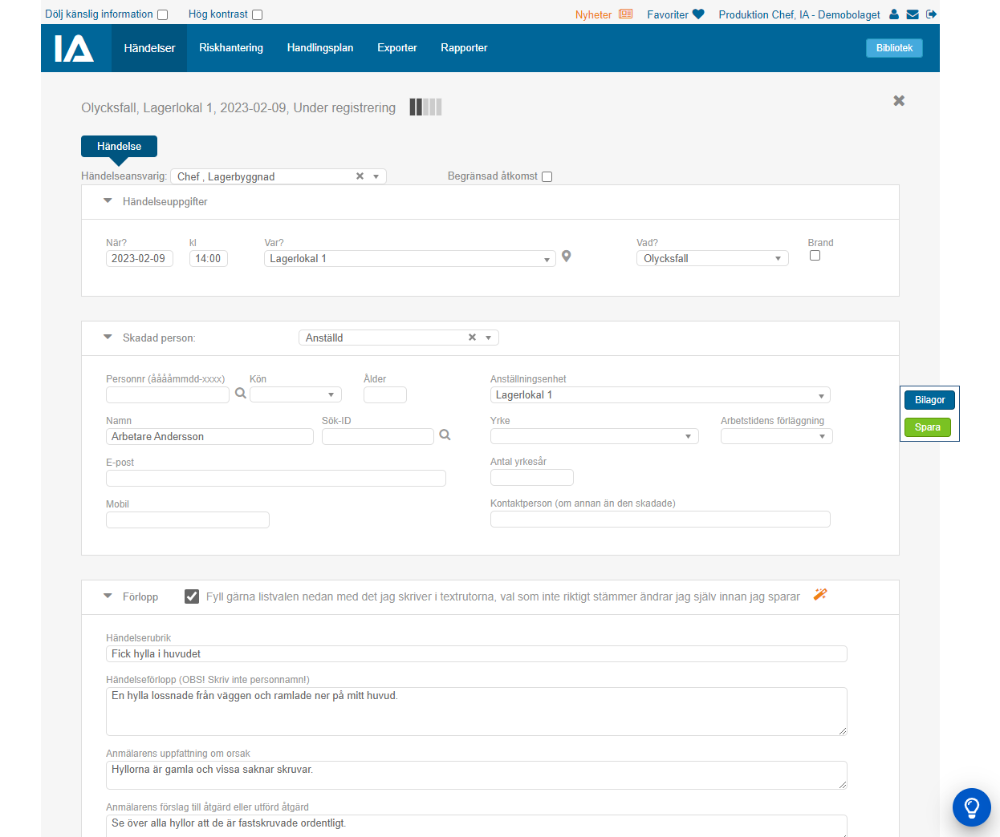 Dölj känslig information Hög kontrast Nyheter Favoriter Produktion Chef, IA - Demobolaget
IA Händelser Riskhantering Handlingsplan Exporter Rapporter Bibliotek
Olycksfall, Lagerlokal 1, 2023-02-09, Under registrering
Händelse
Händelseansvarig: Chef , Lagerbyggnad Begränsad åtkomst
Händelseuppgifter
När? kl Var? Vad? Brand
2023-02-09 14:00 Lagerlokal 1 Olycksfall
Skadad person: Anställd
Personnr (ååååmmdd-xxxx) Kön Ålder Anställningsenhet
Lagerlokal 1
Bilagor
Namn Sök-ID Yrke Arbetstidens förläggning
Spara
Arbetare Andersson
E-post Antal yrkesår
Mobil Kontaktperson (om annan än den skadade)
Förlopp Fyll gärna listvalen nedan med det jag skriver i textrutorna, val som inte riktigt stämmer ändrar jag själv innan jag sparar
Händelserubrik
Fick hylla i huvudet
Händelseförlopp (OBS! Skriv inte personnamn!)
En hylla lossnade från väggen och ramlade ner på mitt huvud.
Anmälarens uppfattning om orsak
Hyllorna är gamla och vissa saknar skruvar.
Anmälarens förslag till åtgärd eller utförd åtgärd
Se över alla hyllor att de är fastskruvade ordentligt.